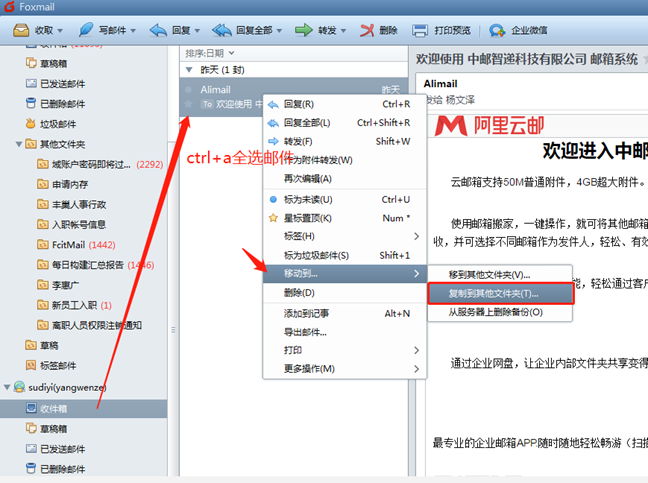 Foxmail
收取
写邮件
回复
回复全部
转发
删除
打印预览
企业微信
草稿箱
已发送邮件
已删除邮件
垃圾邮件
其他文件夹
域账户密码即将过... (2292)
申请内存
丰巢人事行政
入职帐号信息
FcitMail (1442)
每日构建汇总报告 (1446)
李惠广
新员工入职 (1)
离职人员权限注销通知
草稿
标签邮件
sudiyi(yangwenze)
收件箱
草稿箱
已发送邮件
已删除邮件
排序:日期
昨天 (1 封)
Alimail
昨天
To 欢迎使用 中
ctrl+a全选邮件
回复(R) Ctrl+R
回复全部(L) Ctrl+Shift+R
转发(F) Shift+W
作为附件转发(W)
再次编辑(A)
标为未读(U) Ctrl+U
星标置顶(K) Num *
标签(H)
标为垃圾邮件(S) Shift+1
移动到...
删除(D)
添加到记事 Alt+N
导出邮件...
打印
更多操作(M)
移到其他文件夹(V)...
复制到其他文件夹(T)...
从服务器上删除备份(O)
欢迎使用 中邮智递科技有限公司 邮箱系统
Alimail
发给 杨文泽
阿里云邮
欢迎进入中邮
云邮箱支持50M普通附件，4GB超大附件。
使用邮箱搬家，一键操作，就可将其他邮箱
收，并可选择不同邮箱作为发件人，轻松、有效
能，轻松通过客户
通过企业网盘，让企业内部文件夹共享变得
最专业的企业邮箱APP随时随地轻松畅游（扫描